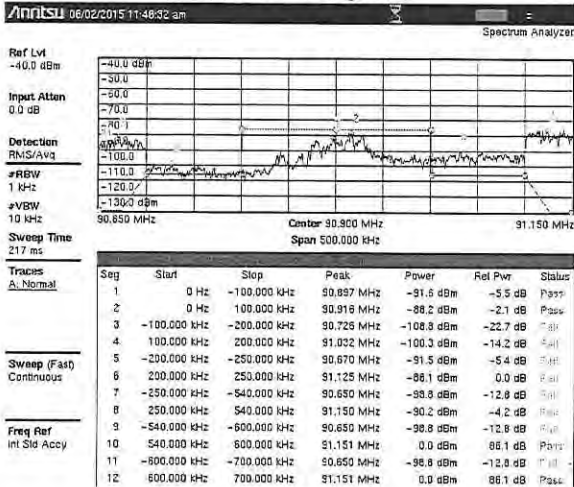 Anritsu 06/02/2015 11:46:32 am
Spectrum Analyzer
Ref Lvl
-40.0 dBm
Input Atten
0.0 dB
Detection
RMS/Avg
#RBW
1 kHz
#VBW
10 kHz
Sweep Time
217 ms
Traces
A: Normal
Sweep (Fast)
Continuous
Freq Ref
Int Std Accy
-40.0 dBm
-50.0
-60.0
-70.0
-100.0
-110.0
-120.0
-130.0 dBm
2
90.650 MHz
Center 90.900 MHz
91.150 MHz
Span 500.000 kHz
Seg Start Stop Peak Power Rel Pwr Status
1 0 Hz -100.000 kHz 90.897 MHz -91.6 dBm -5.5 dB Pass
2 0 Hz 100.000 kHz 90.916 MHz -88.2 dBm -2.1 dB Pass
3 -100.000 kHz -200.000 kHz 90.725 MHz -108.8 dBm -22.7 dB Fail
4 100.000 kHz 200.000 kHz 91.032 MHz -100.3 dBm -14.2 dB Fail
5 -200.000 kHz -250.000 kHz 90.670 MHz -91.5 dBm -5.4 dB Fail
6 200.000 kHz 250.000 kHz 91.125 MHz -86.1 dBm 0.0 dB Fail
7 -250.000 kHz -540.000 kHz 90.650 MHz -98.8 dBm -12.8 dB Fail
8 250.000 kHz 540.000 kHz 91.150 MHz -90.2 dBm -4.2 dB Fail
9 -540.000 kHz -600.000 kHz 90.650 MHz -98.8 dBm -12.8 dB Fail
10 540.000 kHz 600.000 kHz 91.151 MHz 0.0 dBm 86.1 dB Pass
11 -600.000 kHz -700.000 kHz 90.650 MHz -98.8 dBm -12.8 dB Fail
12 600.000 kHz 700.000 kHz 91.151 MHz 0.0 dBm 86.1 dB Pass